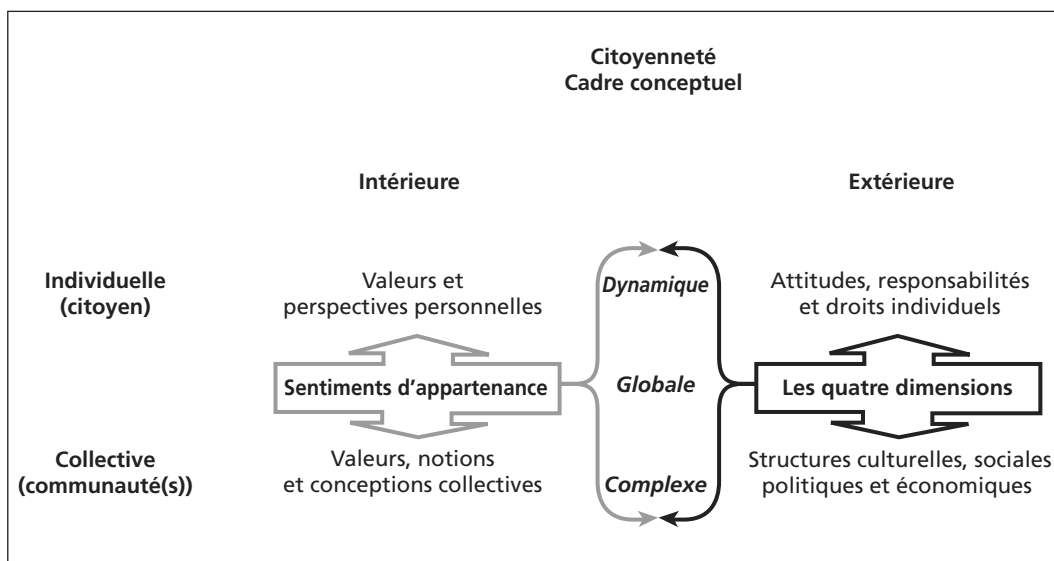 Citoyenneté
Cadre conceptuel
Intérieure
Extérieure
Individuelle
(citoyen)
Valeurs et
perspectives personnelles
Dynamique
Attitudes, responsabilités
et droits individuels
Sentiments d'appartenance
Globale
Les quatre dimensions
Collective
(communauté(s))
Valeurs, notions
et conceptions collectives
Complexe
Structures culturelles, sociales
politiques et économiques